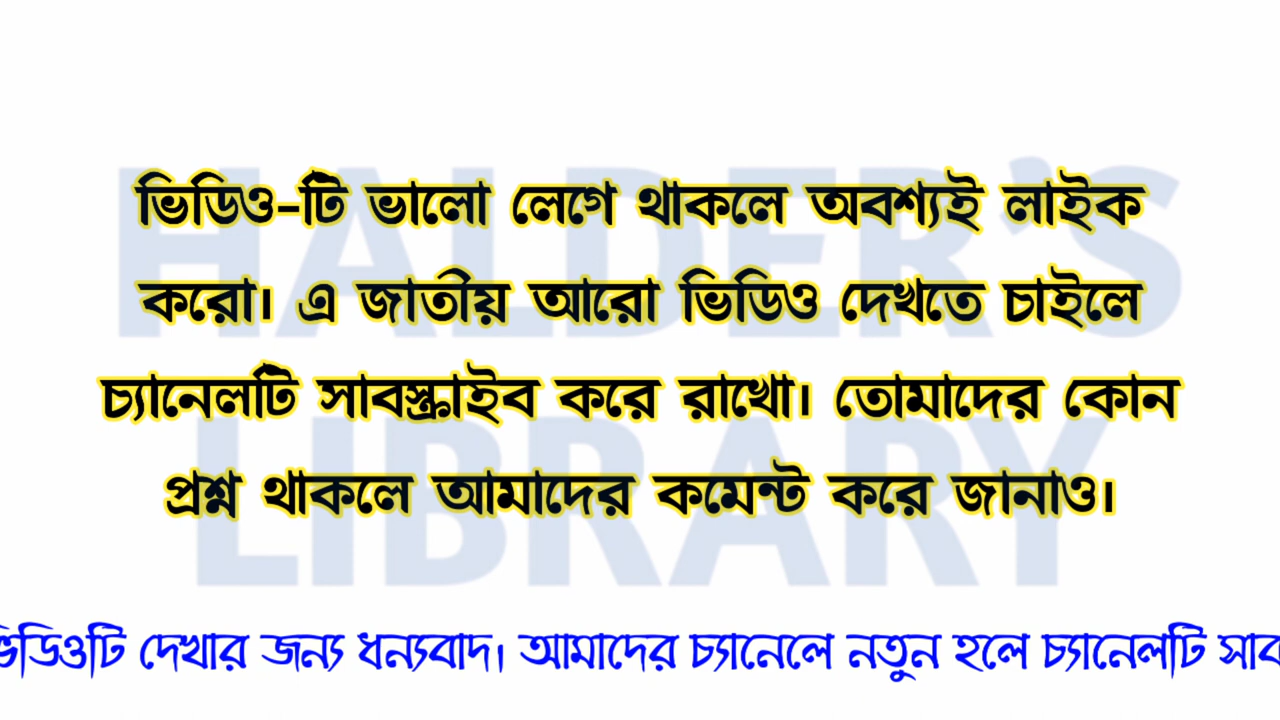 HALDER'S
LIBRARY
ভিডিও-টি ভালো লেগে থাকলে অবশ্যই লাইক
করো। এ জাতীয় আরো ভিডিও দেখতে চাইলে
চ্যানেলটি সাবস্ক্রাইব করে রাখো। তোমাদের কোন
প্রশ্ন থাকলে আমাদের কমেন্ট করে জানাও।
ভিডিওটি দেখার জন্য ধন্যবাদ। আমাদের চ্যানেলে নতুন হলে চ্যানেলটি